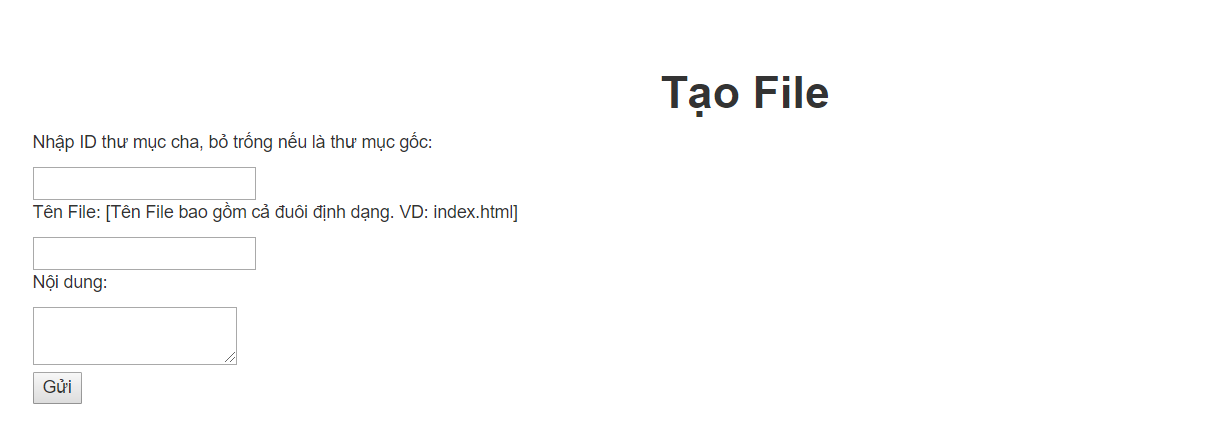 Tạo File
Nhập ID thư mục cha, bỏ trống nếu là thư mục gốc:
Tên File: [Tên File bao gồm cả đuôi định dạng. VD: index.html]
Nội dung:
Gửi